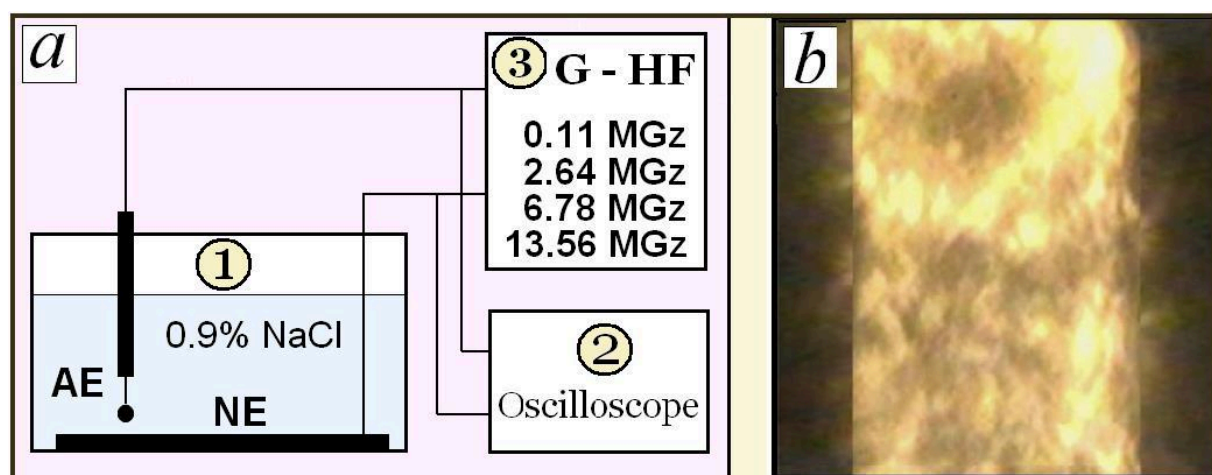 a
3 G - HF
0.11 MGz
2.64 MGz
6.78 MGz
13.56 MGz
1
0.9% NaCl
AE
NE
2
Oscilloscope
b